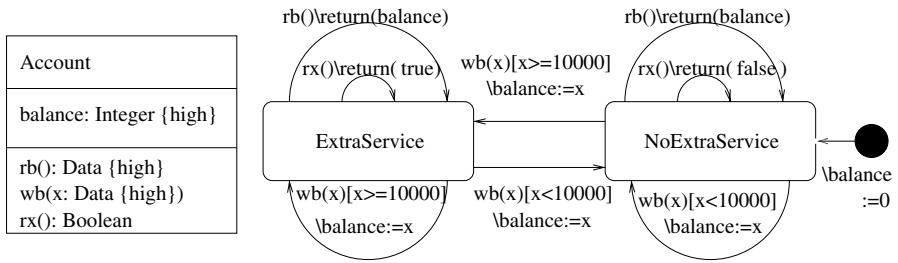 Account
balance: Integer {high}
rb(): Data {high}
wb(x: Data {high})
rx(): Boolean
rb()\return(balance)
rx()\return( true)
ExtraService
wb(x)[x>=10000]
\balance:=x
wb(x)[x>=10000]
\balance:=x
wb(x)[x<10000]
\balance:=x
rb()\return(balance)
rx()\return( false )
NoExtraService
wb(x)[x<10000]
\balance:=x
\balance
:=0